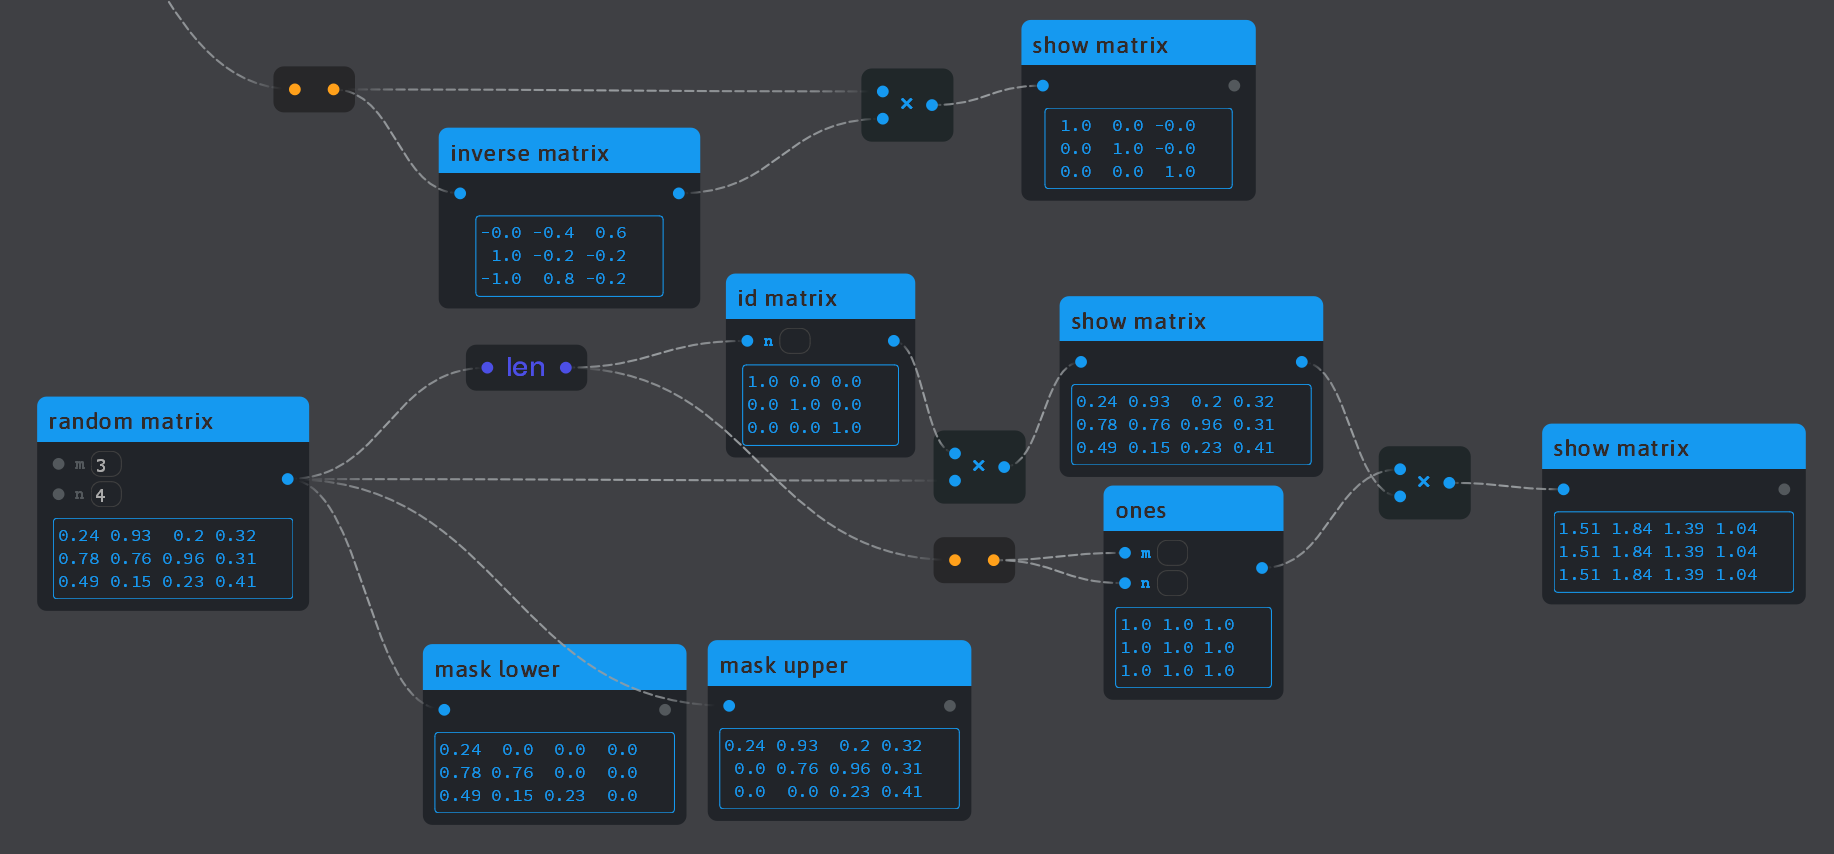 show matrix
×
1.0 0.0 -0.0
0.0 1.0 -0.0
0.0 0.0 1.0
inverse matrix
-0.0 -0.4 0.6
1.0 -0.2 -0.2
-1.0 0.8 -0.2
id matrix
n
1.0 0.0 0.0
0.0 1.0 0.0
0.0 0.0 1.0
len
show matrix
0.24 0.93 0.2 0.32
0.78 0.76 0.96 0.31
0.49 0.15 0.23 0.41
random matrix
m 3
n 4
0.24 0.93 0.2 0.32
0.78 0.76 0.96 0.31
0.49 0.15 0.23 0.41
×
×
show matrix
1.51 1.84 1.39 1.04
1.51 1.84 1.39 1.04
1.51 1.84 1.39 1.04
ones
m
n
1.0 1.0 1.0
1.0 1.0 1.0
1.0 1.0 1.0
mask lower
0.24 0.0 0.0 0.0
0.78 0.76 0.0 0.0
0.49 0.15 0.23 0.0
mask upper
0.24 0.93 0.2 0.32
0.0 0.76 0.96 0.31
0.0 0.0 0.23 0.41